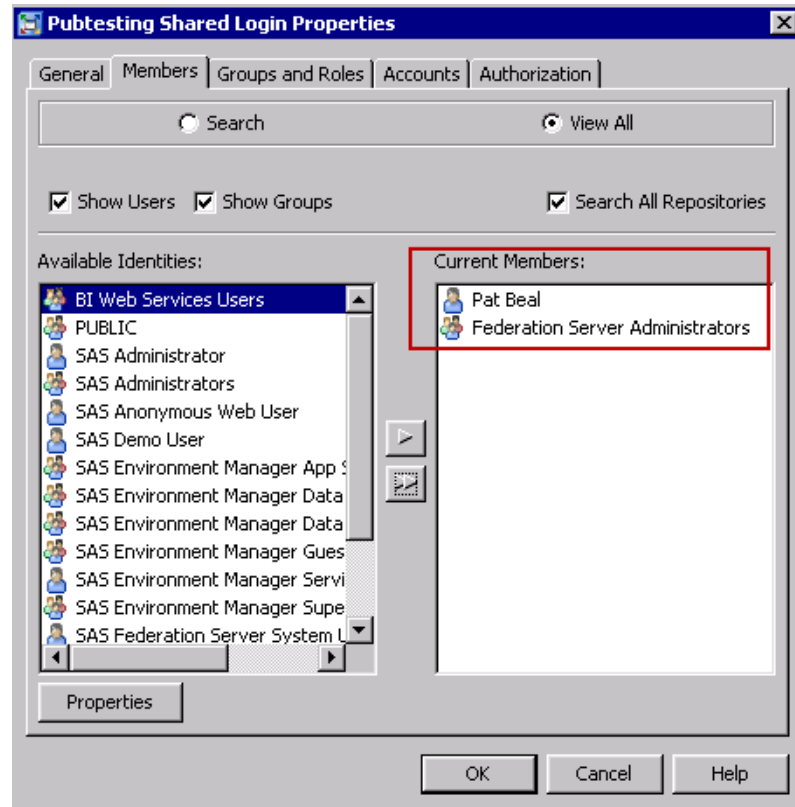 Pubtesting Shared Login Properties
General Members Groups and Roles Accounts Authorization
Search View All
Show Users Show Groups Search All Repositories
Available Identities: Current Members:
BI Web Services Users
PUBLIC
SAS Administrator
SAS Administrators
SAS Anonymous Web User
SAS Demo User
SAS Environment Manager App
SAS Environment Manager Data
SAS Environment Manager Data
SAS Environment Manager Gues
SAS Environment Manager Servi
SAS Environment Manager Supe
SAS Federation Server System
Pat Beal
Federation Server Administrators
Properties
OK Cancel Help